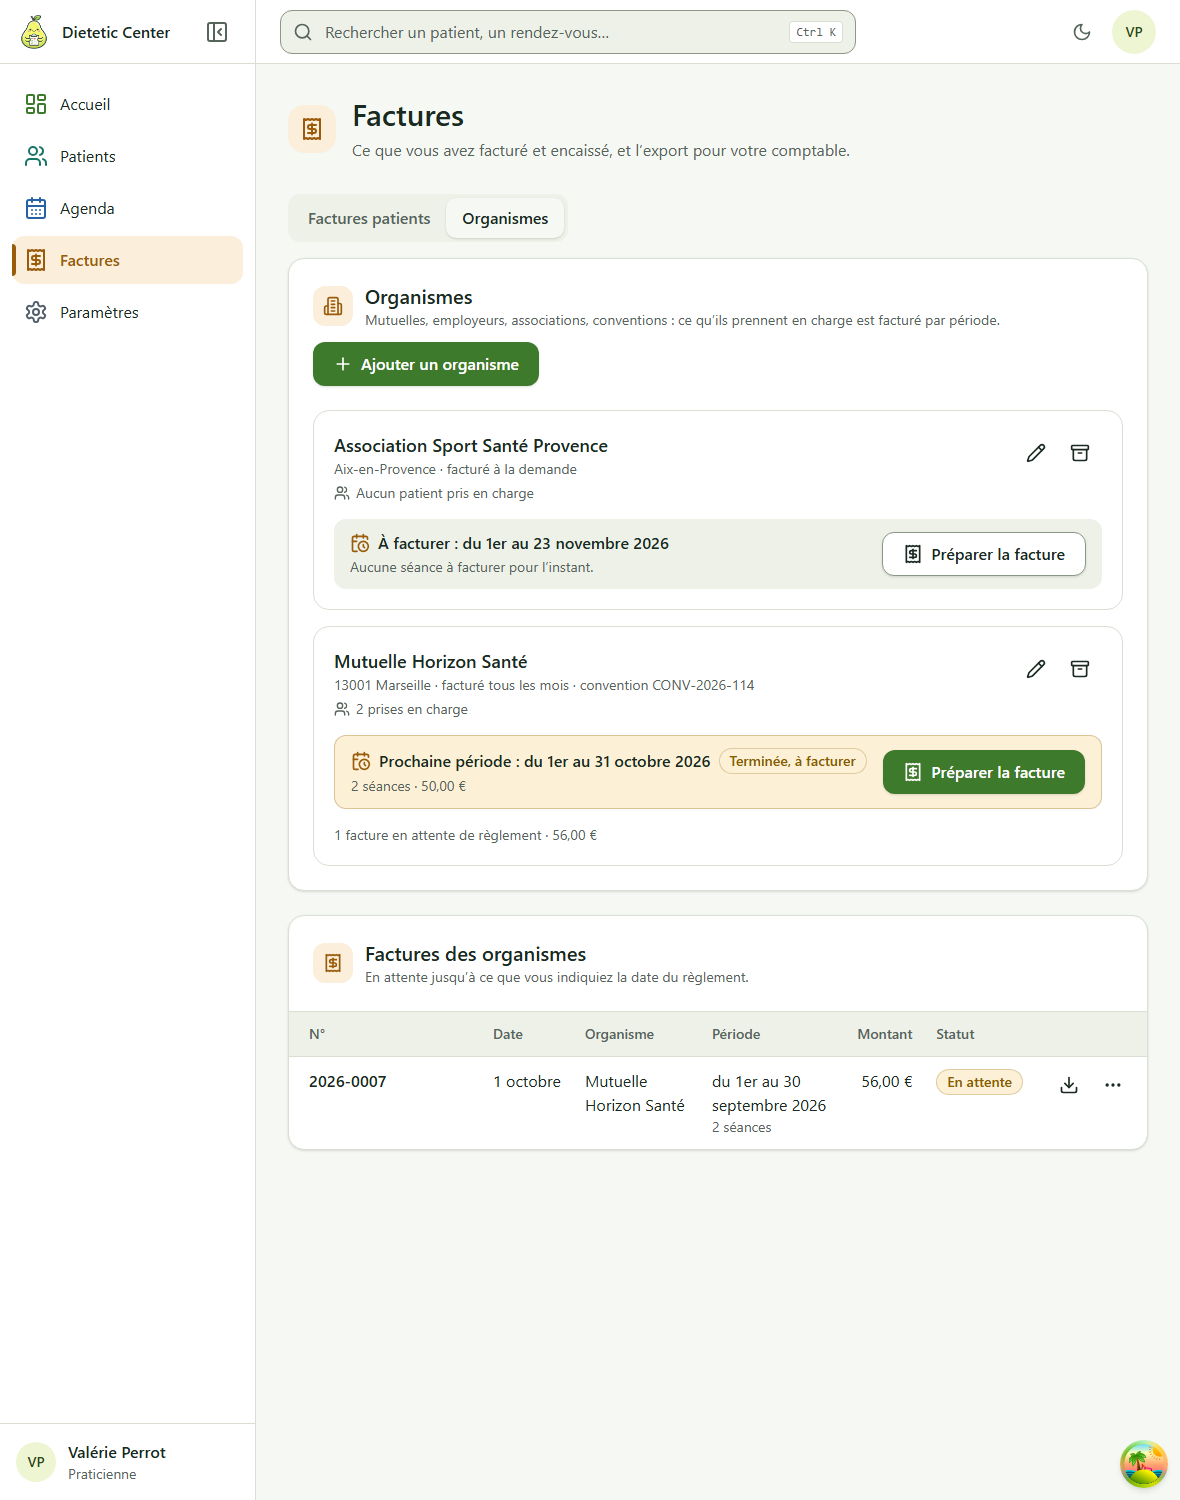 Dietetic Center
Rechercher un patient, un rendez-vous...
Ctrl K
VP
Accueil
Patients
Agenda
Factures
Paramètres
Factures
Ce que vous avez facturé et encaissé, et l’export pour votre comptable.
Factures patients
Organismes
Organismes
Mutuelles, employeurs, associations, conventions : ce qu’ils prennent en charge est facturé par période.
Ajouter un organisme
Association Sport Santé Provence
Aix-en-Provence · facturé à la demande
Aucun patient pris en charge
À facturer : du 1er au 23 novembre 2026
Aucune séance à facturer pour l’instant.
Préparer la facture
Mutuelle Horizon Santé
13001 Marseille · facturé tous les mois · convention CONV-2026-114
2 prises en charge
Prochaine période : du 1er au 31 octobre 2026
Terminée, à facturer
2 séances · 50,00 €
Préparer la facture
1 facture en attente de règlement · 56,00 €
Factures des organismes
En attente jusqu’à ce que vous indiquiez la date du règlement.
N° Date Organisme Période Montant Statut
2026-0007 1 octobre Mutuelle Horizon Santé du 1er au 30 septembre 2026 56,00 € En attente
2 séances
VP
Valérie Perrot
Praticienne